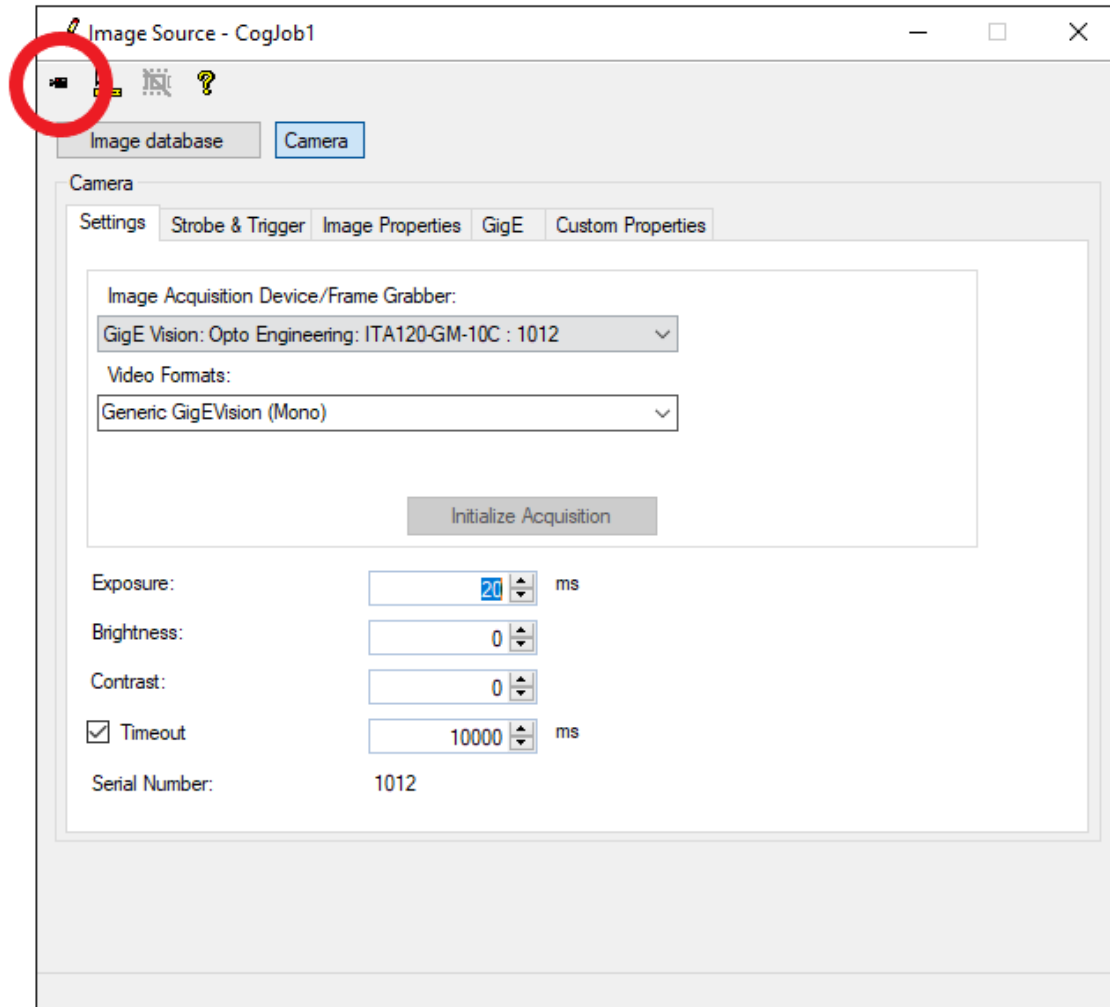 Image Source - CogJob1
?
Image database
Camera
Camera
Settings
Strobe & Trigger
Image Properties
GigE
Custom Properties
Image Acquisition Device/Frame Grabber:
GigE Vision: Opto Engineering: ITA120-GM-10C : 1012
Video Formats:
Generic GigEVision (Mono)
Initialize Acquisition
Exposure: 20 ms
Brightness: 0
Contrast: 0
Timeout 10000 ms
Serial Number: 1012